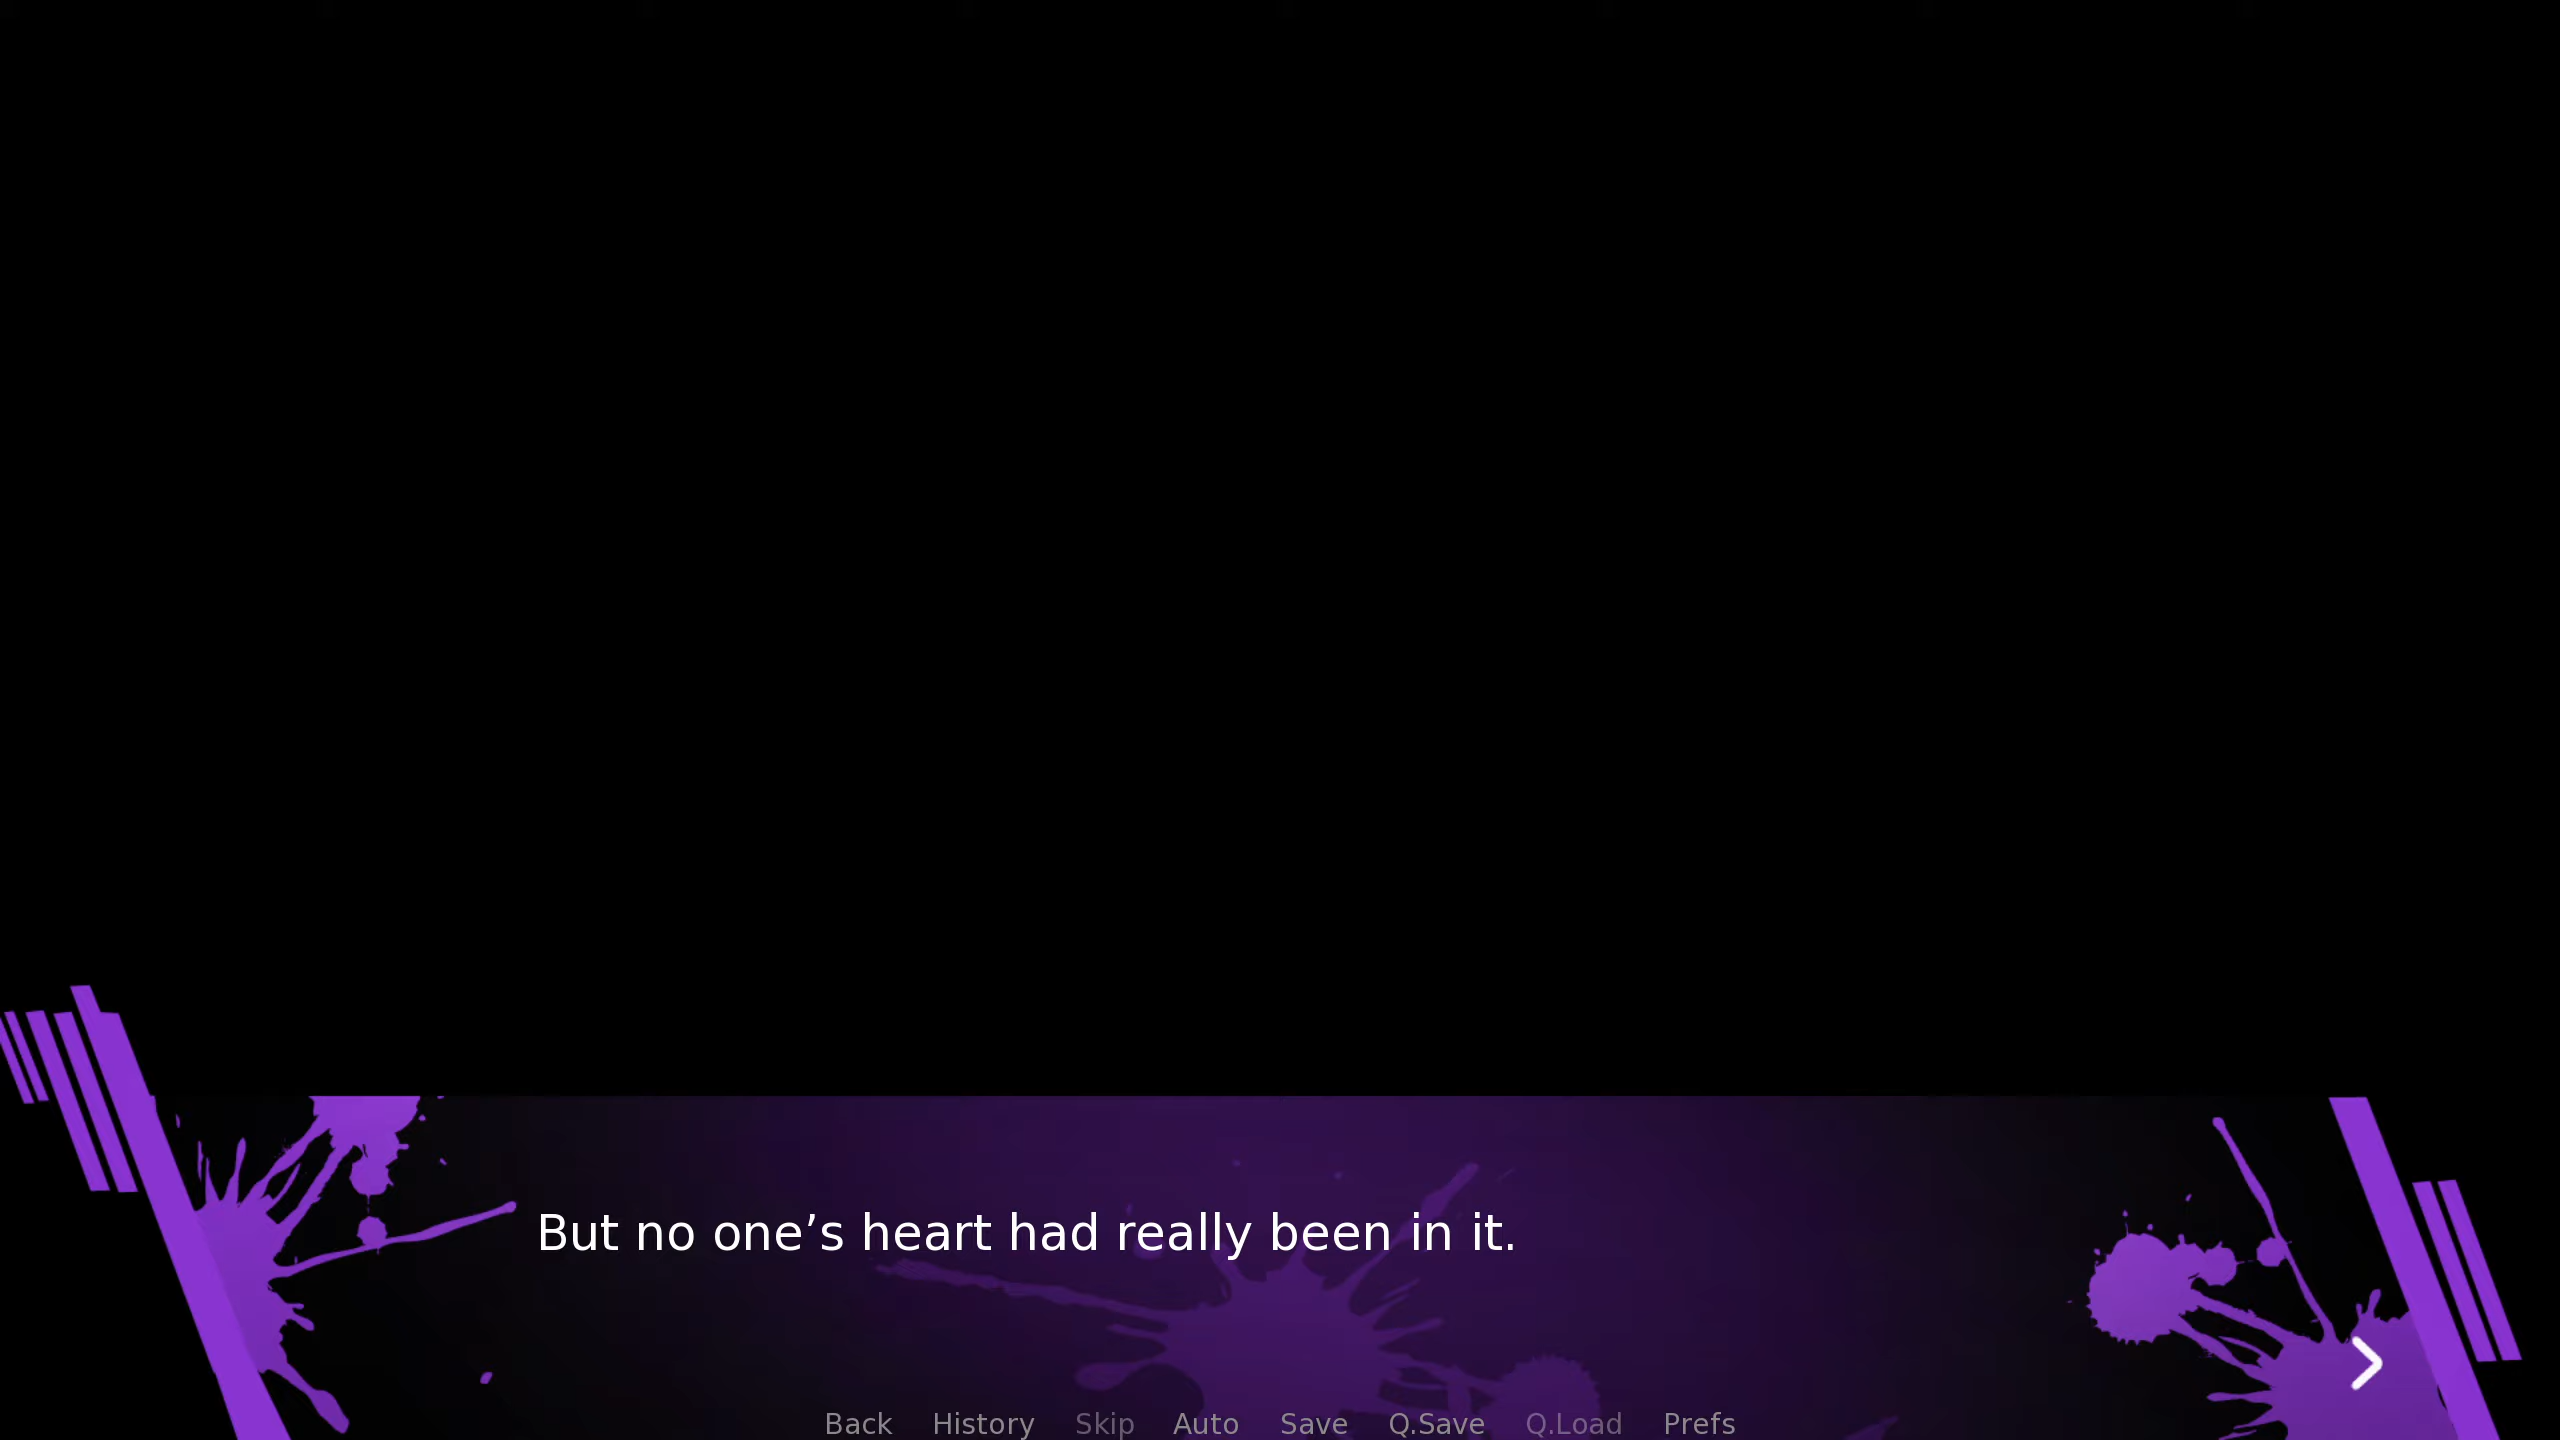 But no one’s heart had really been in it.
Back History Skip Auto Save Q.Save Q.Load Prefs